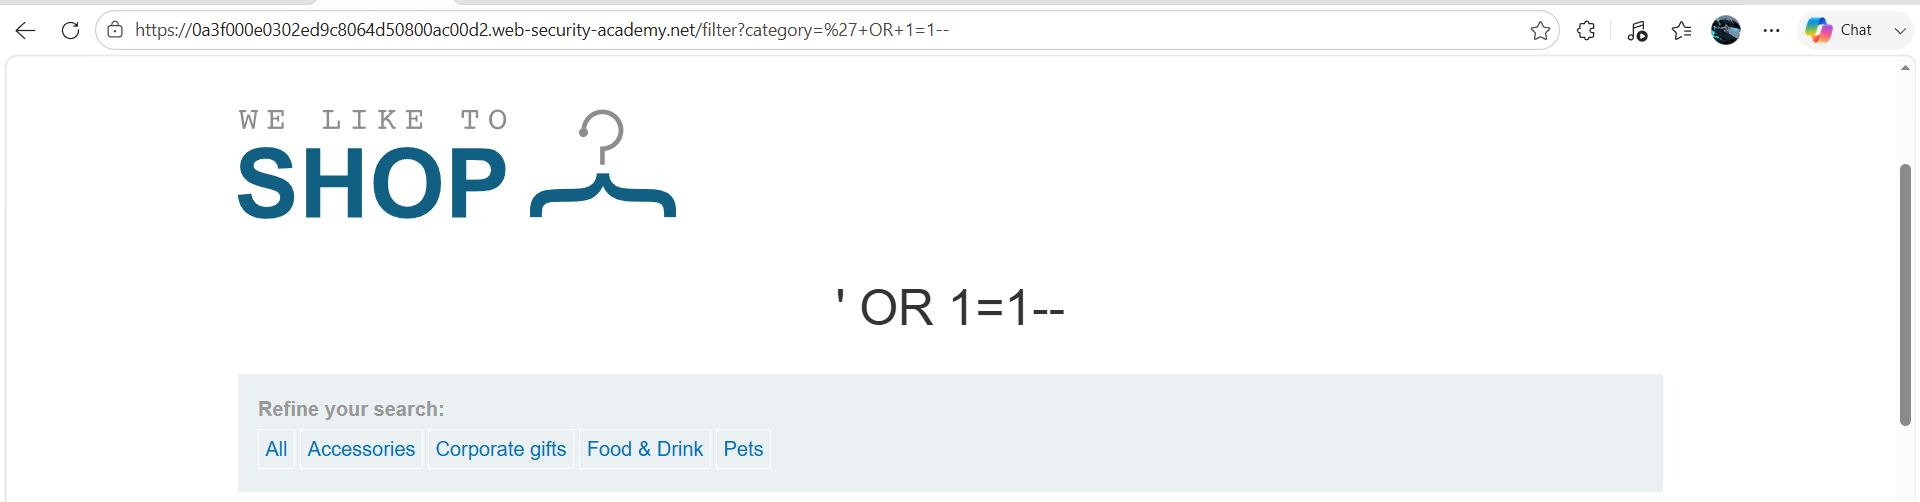 https://0a3f000e0302ed9c8064d50800ac00d2.web-security-academy.net/filter?category=%27+OR+1=1--
Chat
WE LIKE TO
SHOP
' OR 1=1--
Refine your search:
All Accessories Corporate gifts Food & Drink Pets